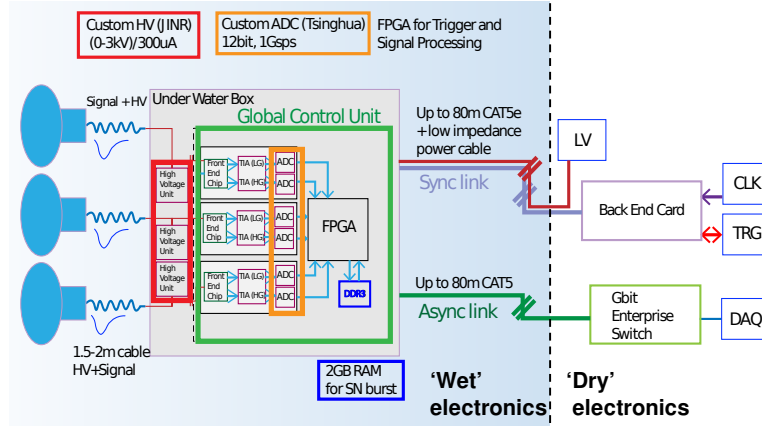 Custom HV (JINR)
(0-3kV)/300uA
Custom ADC (Tsinghua)
12bit, 1Gsps
FPGA for Trigger and
Signal Processing
Signal + HV
Under Water Box
Global Control Unit
Up to 80m CAT5e
+ low impedance
power cable
LV
Sync link
CLK
Back End Card
TRG
High
Voltage
Unit
Front
End
Chip
TIA (LG)
TIA (HG)
ADC
ADC
High
Voltage
Unit
Front
End
Chip
TIA (LG)
TIA (HG)
ADC
ADC
FPGA
High
Voltage
Unit
Front
End
Chip
TIA (LG)
TIA (HG)
ADC
ADC
DDR3
Up to 80m CAT5
Async link
Gbit
Enterprise
Switch
DAQ
1.5-2m cable
HV+Signal
2GB RAM
for SN burst
‘Wet’
electronics
‘Dry’
electronics